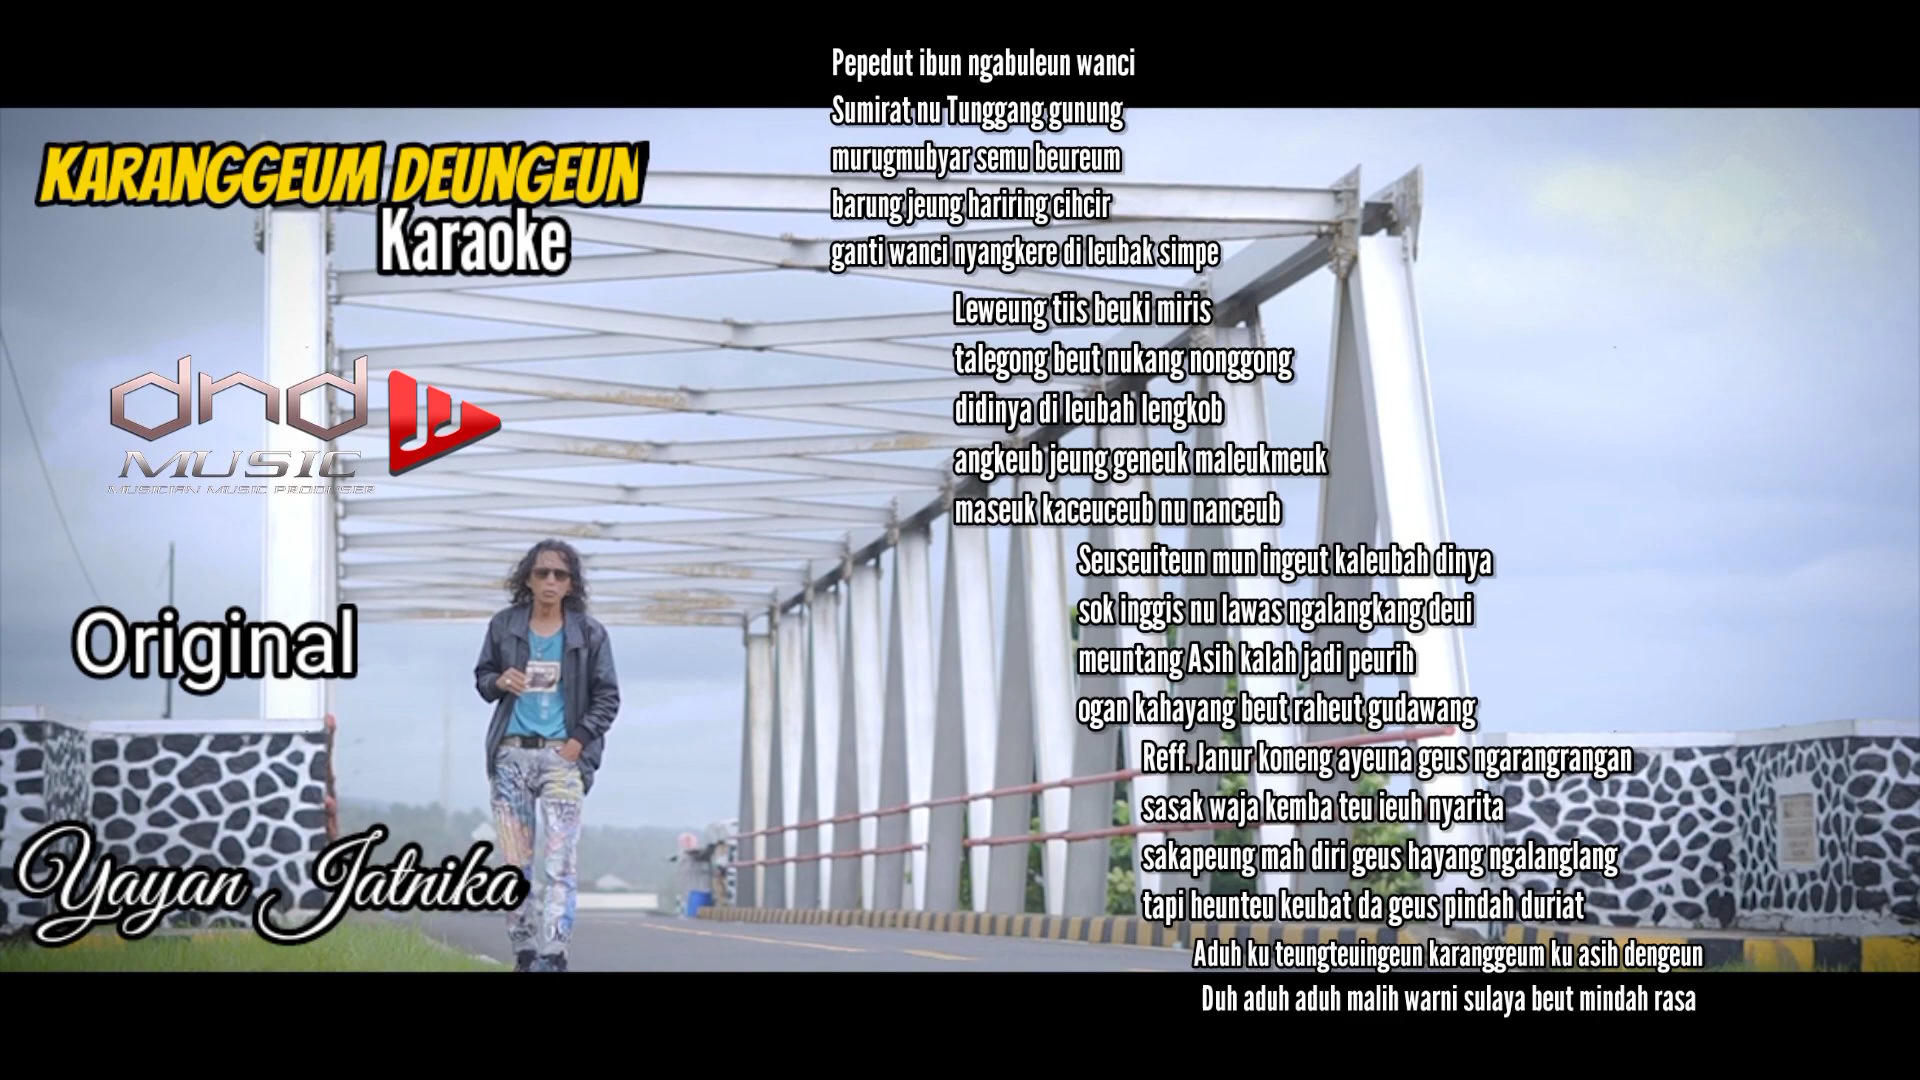 KARANGGEUM DEUNGEUN
Karaoke
dnd
MUSIC
MUSICIAN MUSIC PRODUSER
Original
Yayan Jatnika
Pepedut ibun ngabuleun wanci
Sumirat nu Tunggang gunung
murugmubyar semu beureum
barung jeung hariring cihcir
ganti wanci nyangkere di leubak simpe
Leweung tiis beuki miris
talegong beut nukang nonggong
didinya di leubah lengkob
angkeub jeung geneuk maleukmeuk
maseuk kaceuceub nu nanceub
Seuseuiteun mun ingeut kaleubah dinya
sok inggis nu lawas ngalangkang deui
meuntang Asih kalah jadi peurih
ogan kahayang beut raheut gudawang
Reff. Janur koneng ayeuna geus ngarangrangan
sasak waja kemba teu ieuh nyarita
sakapeung mah diri geus hayang ngalanglang
tapi heunteu keubat da geus pindah duriat
Aduh ku teungteuingeun karanggeum ku asih dengeun
Duh aduh aduh malih warni sulaya beut mindah rasa